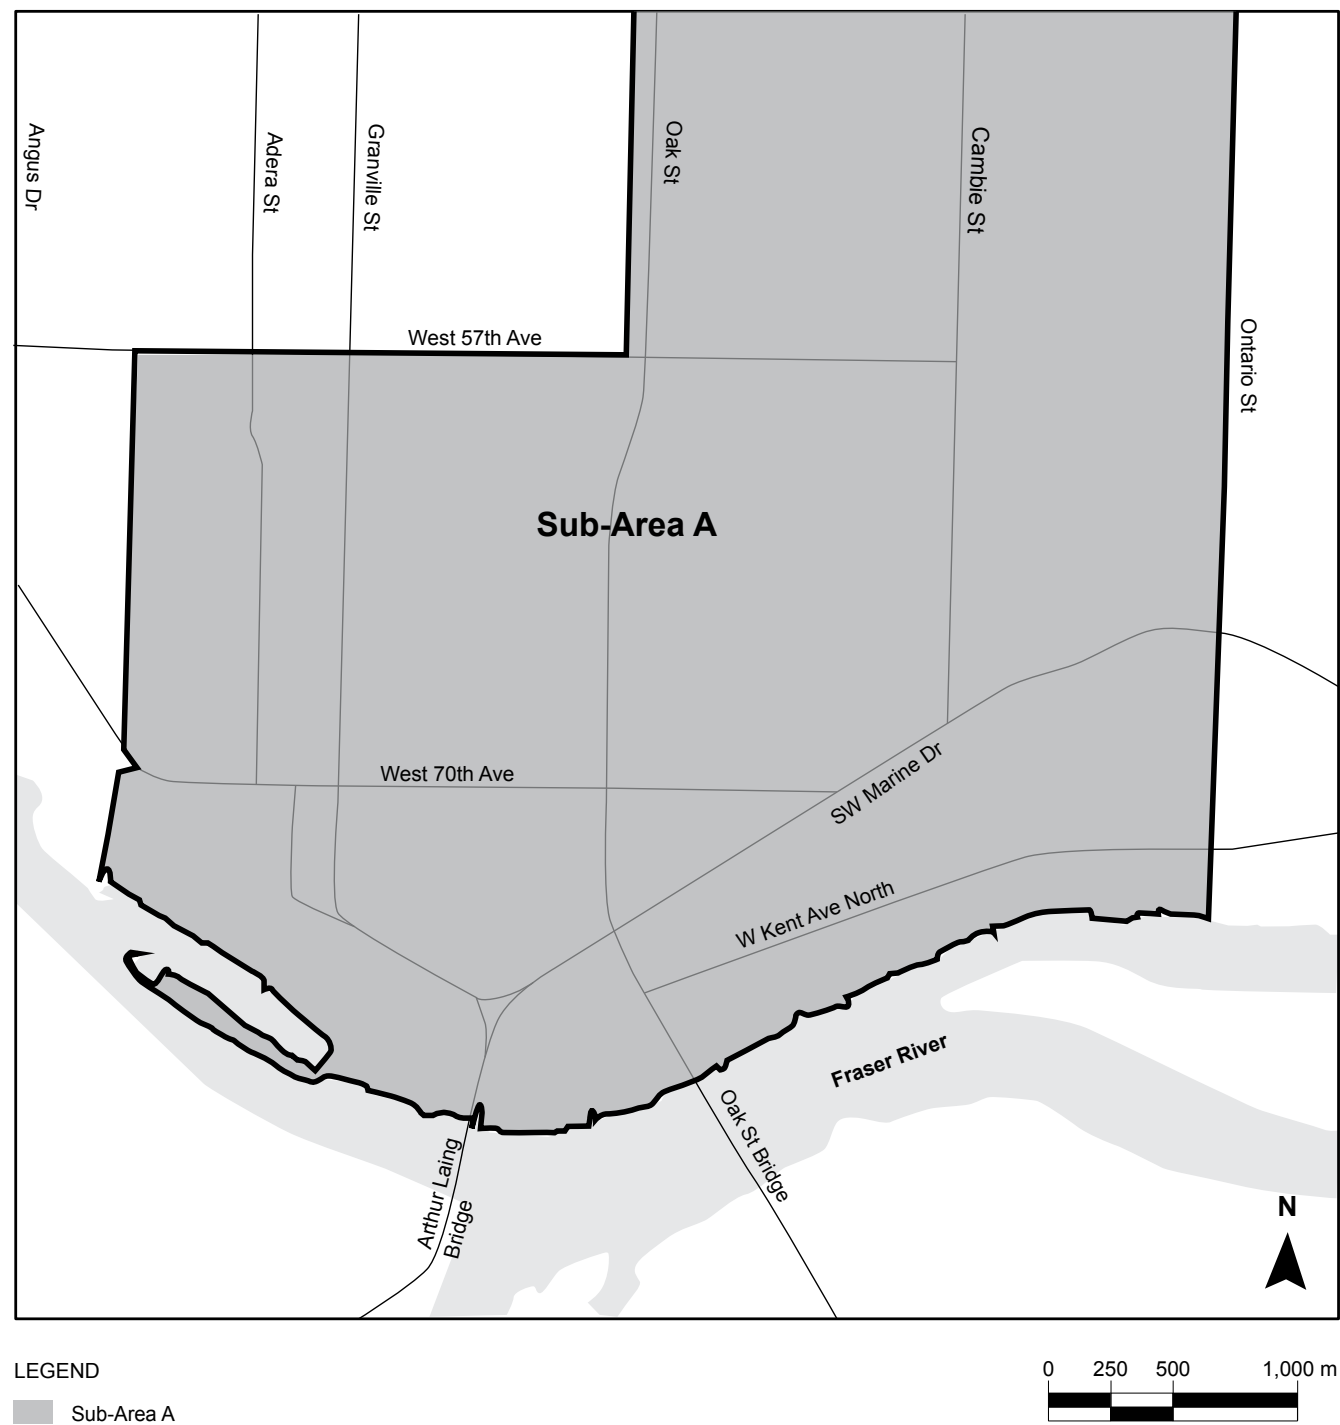 Angus Dr
Adera St
Granville St
Oak St
Cambie St
Ontario St
West 57th Ave
Sub-Area A
West 70th Ave
SW Marine Dr
W Kent Ave North
Fraser River
Oak St Bridge
Arthur Laing
Bridge
N
LEGEND
Sub-Area A
0 250 500 1,000 m